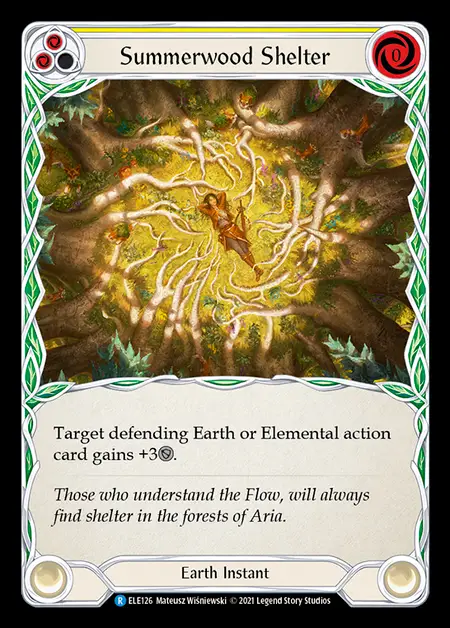 Summerwood Shelter
0
Target defending Earth or Elemental action
card gains +3.
Those who understand the Flow, will always
find shelter in the forests of Aria.
Earth Instant
R ELE126 Mateusz Wiśniewski © 2021 Legend Story Studios